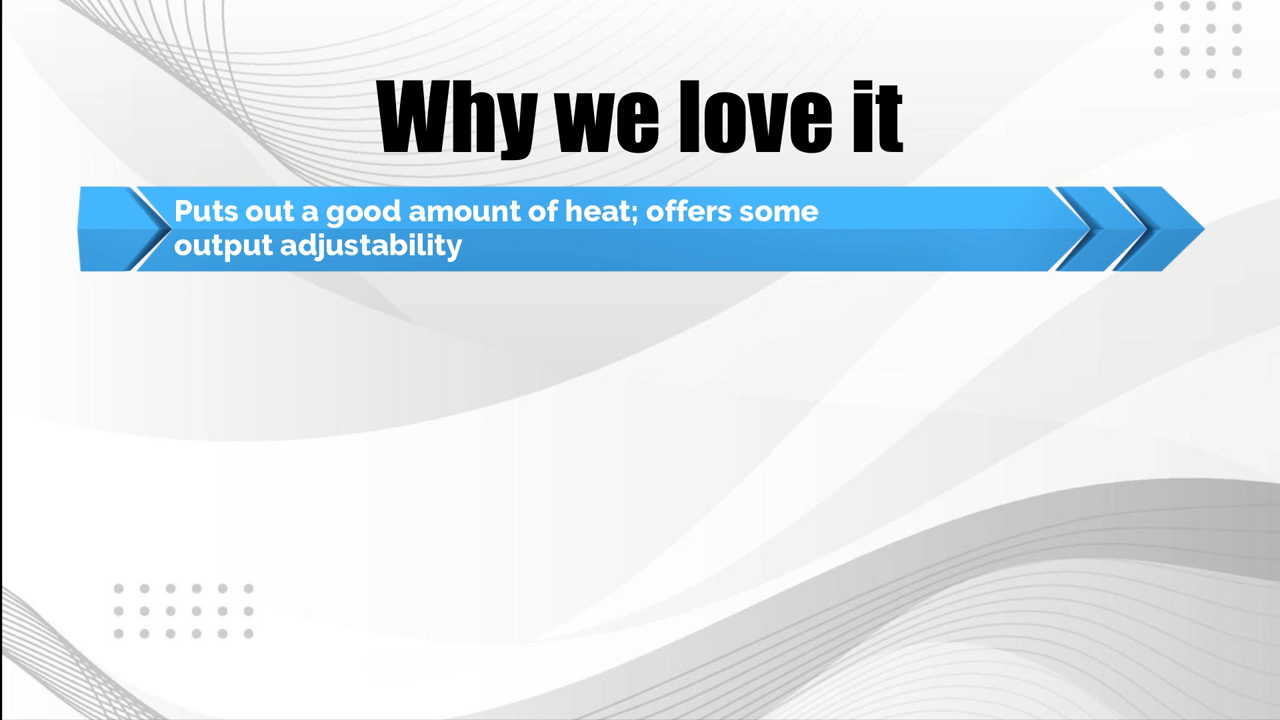 Why we love it
Puts out a good amount of heat; offers some
output adjustability